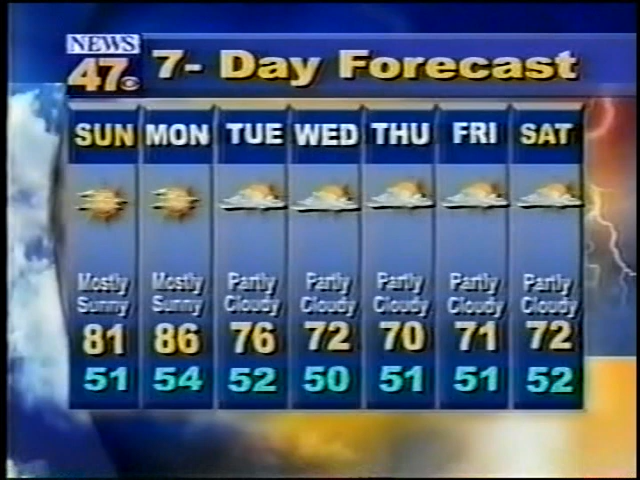 NEWS
47
7- Day Forecast
SUN MON TUE WED THU FRI SAT
Mostly Mostly Partly Partly Partly Partly Partly
Sunny Sunny Cloudy Cloudy Cloudy Cloudy Cloudy
81 86 76 72 70 71 72
51 54 52 50 51 51 52